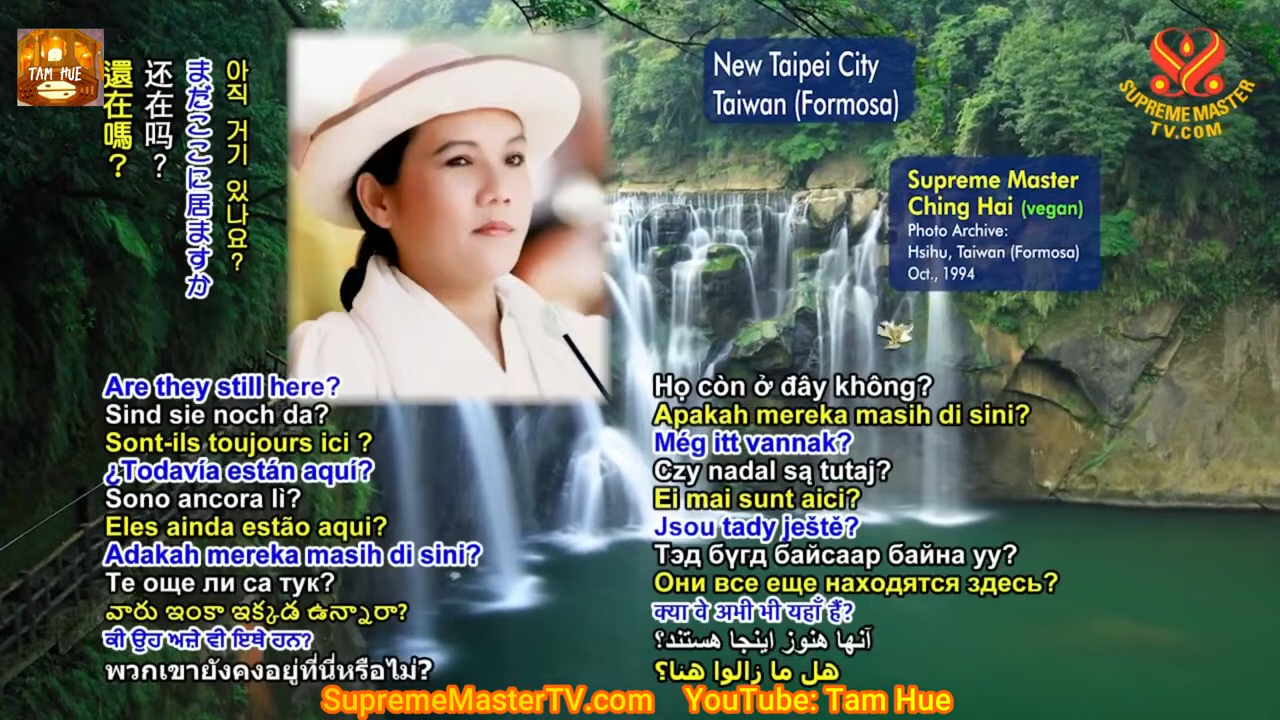 TAM HUE
還在嗎？
还在吗？
まだここに居ますか
아직 거기 있나요?
New Taipei City
Taiwan (Formosa)
SUPREME MASTER
TV.COM
Supreme Master
Ching Hai (vegan)
Photo Archive:
Hsihu, Taiwan (Formosa)
Oct., 1994
Are they still here?
Sind sie noch da?
Sont-ils toujours ici ?
¿Todavía están aquí?
Sono ancora lì?
Eles ainda estão aqui?
Adakah mereka masih di sini?
Те още ли са тук?
వారు ఇంకా ఇక్కడ ఉన్నారా?
ਕੀ ਉਹ ਅਜੇ ਵੀ ਇਥੇ ਹਨ?
พวกเขายังคงอยู่ที่นี่หรือไม่?
Họ còn ở đây không?
Apakah mereka masih di sini?
Még itt vannak?
Czy nadal są tutaj?
Ei mai sunt aici?
Jsou tady ještě?
Тэд бүгд байсаар байна уу?
Они все еще находятся здесь?
क्या वे अभी भी यहाँ हैं?
آنها هنوز اینجا هستند؟
هل ما زالوا هنا؟
SupremeMasterTV.com YouTube: Tam Hue